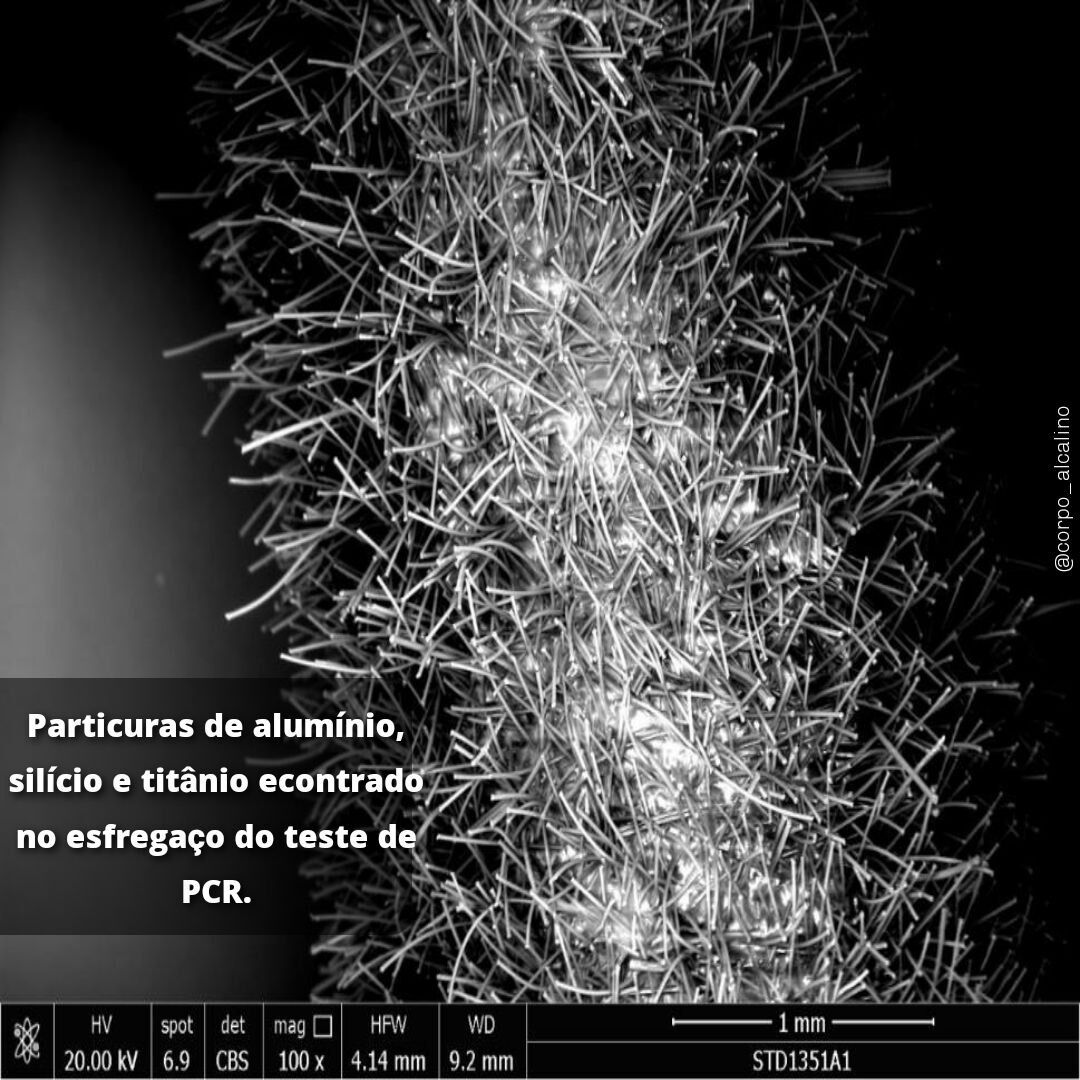 @corpo_alcalino
Particuras de alumínio,
silício e titânio econtrado
no esfregaço do teste de
PCR.
HV spot det mag HFW WD 1 mm
20.00 kV 6.9 CBS 100 x 4.14 mm 9.2 mm STD1351A1